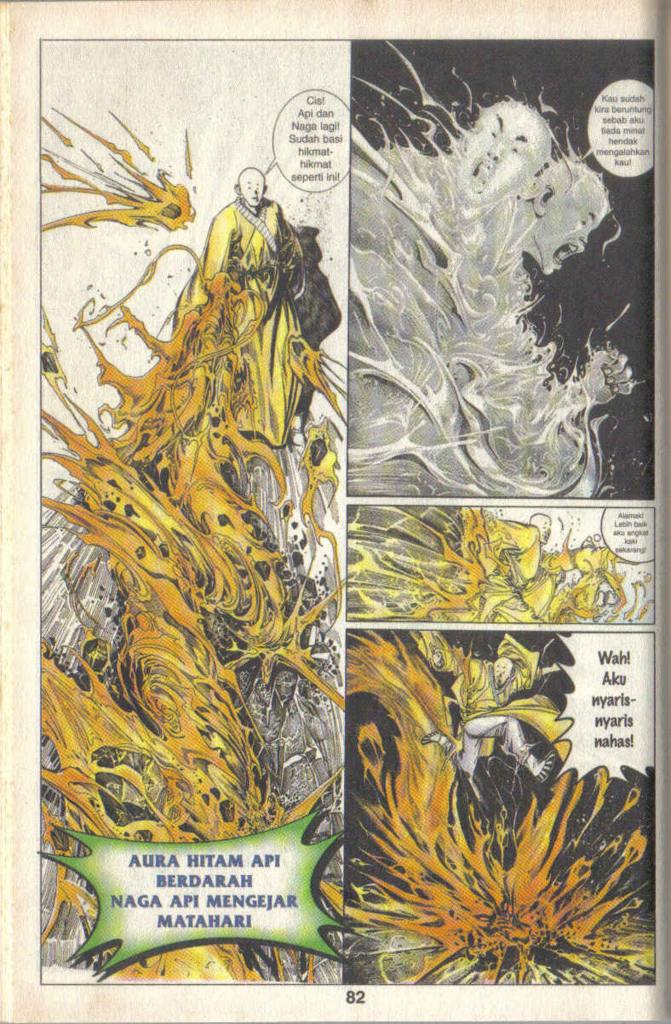 Cis!
Api dan
Naga lagi!
Sudah basi
hikmat-
hikmat
seperti ini!
AURA HITAM API
BERDARAH
NAGA API MENGEJAR
MATAHARI
Kau sudah
kira beruntung
sebab aku
tiada minat
hendak
mengalahkan
kau!
Alamak!
Lebih baik
aku angkat
kaki
sekarang!
Wah!
Aku
nyaris-
nyaris
nahas!
82